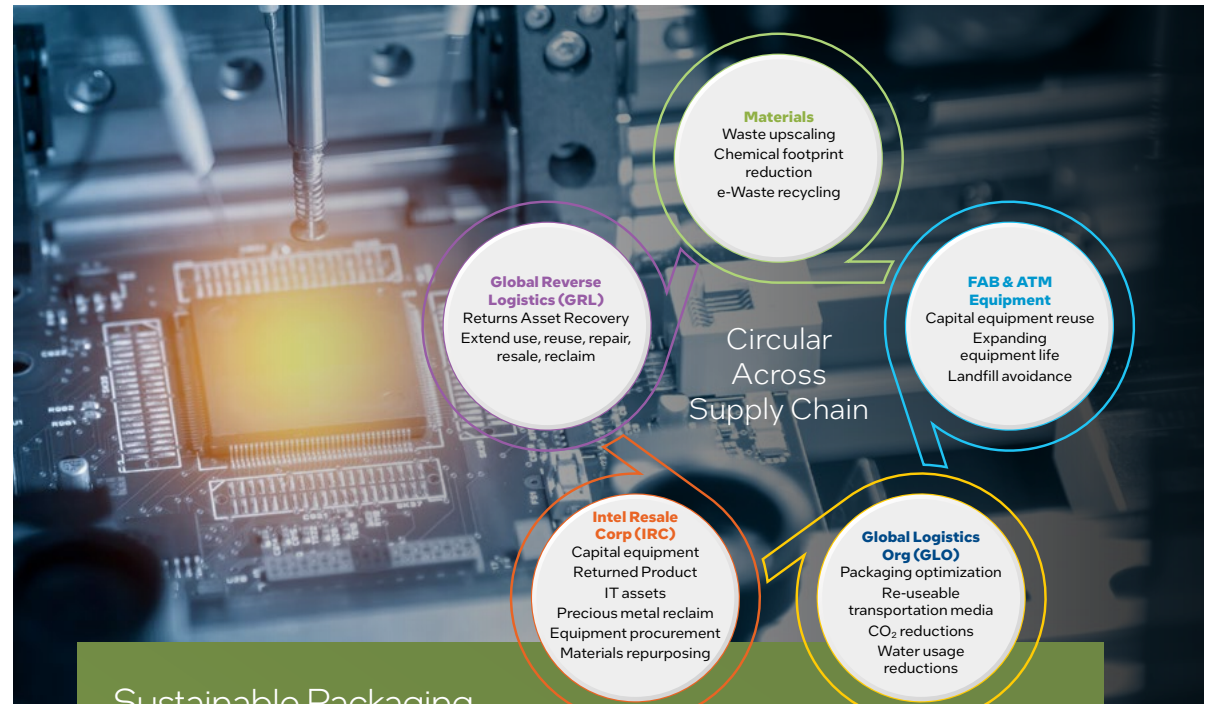 Materials
Waste upscaling
Chemical footprint
reduction
e-Waste recycling
Global Reverse
Logistics (GRL)
Returns Asset Recovery
Extend use, reuse, repair,
resale, reclaim
FAB & ATM
Equipment
Capital equipment reuse
Expanding
equipment life
Landfill avoidance
Circular
Across
Supply Chain
Intel Resale
Corp (IRC)
Capital equipment
Returned Product
IT assets
Precious metal reclaim
Equipment procurement
Materials repurposing
Global Logistics
Org (GLO)
Packaging optimization
Re-useable
transportation media
CO₂ reductions
Water usage
reductions
Sustainable Packaging